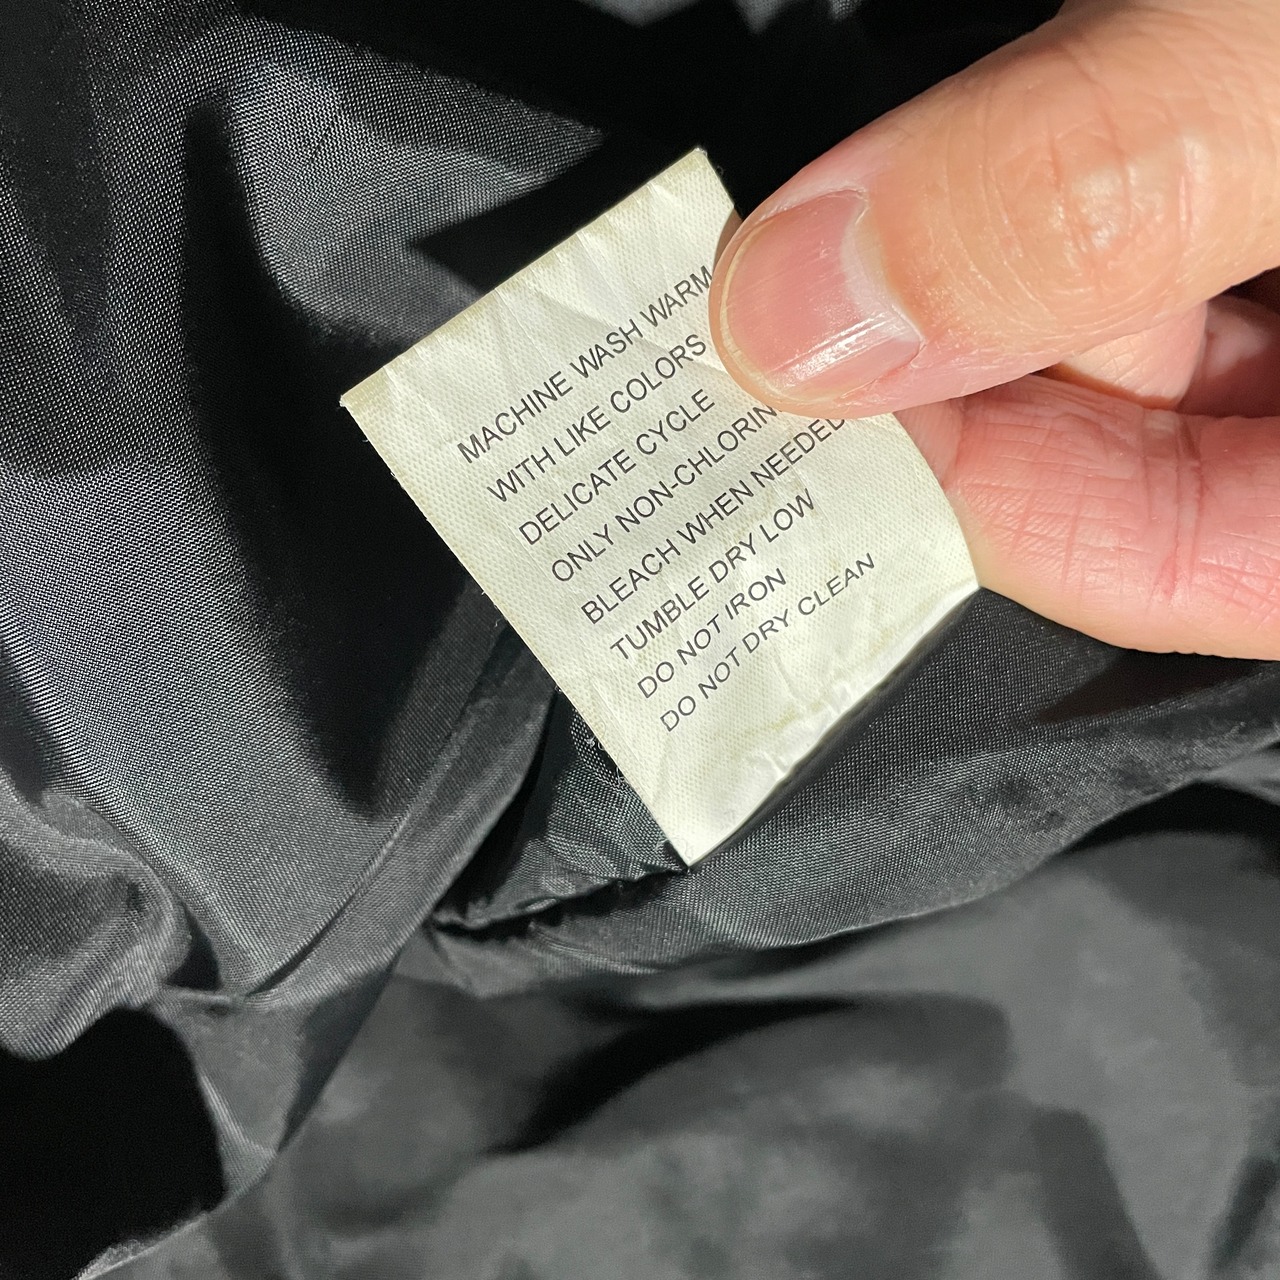 MACHINE WASH WARM
WITH LIKE COLORS
DELICATE CYCLE
ONLY NON-CHLORIN
BLEACH WHEN NEEDED
TUMBLE DRY LOW
DO NOT IRON
DO NOT DRY CLEAN